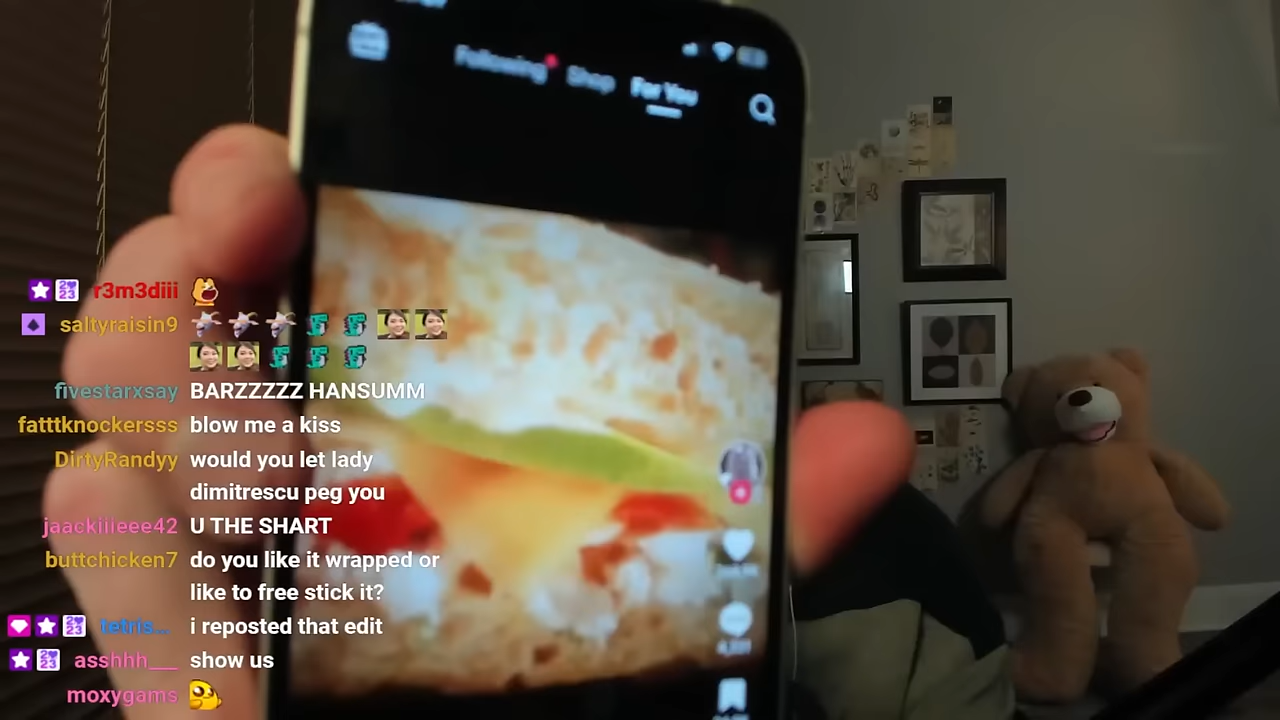 Following Shop For You
r3m3diii
saltyraisin9
fivestarxsay BARZZZZZ HANSUMM
fatttknockersss blow me a kiss
DirtyRandyy would you let lady
dimitrescu peg you
jaackiiieee42 U THE SHART
buttchicken7 do you like it wrapped or
like to free stick it?
tetris... i reposted that edit
asshhh___ show us
moxygams